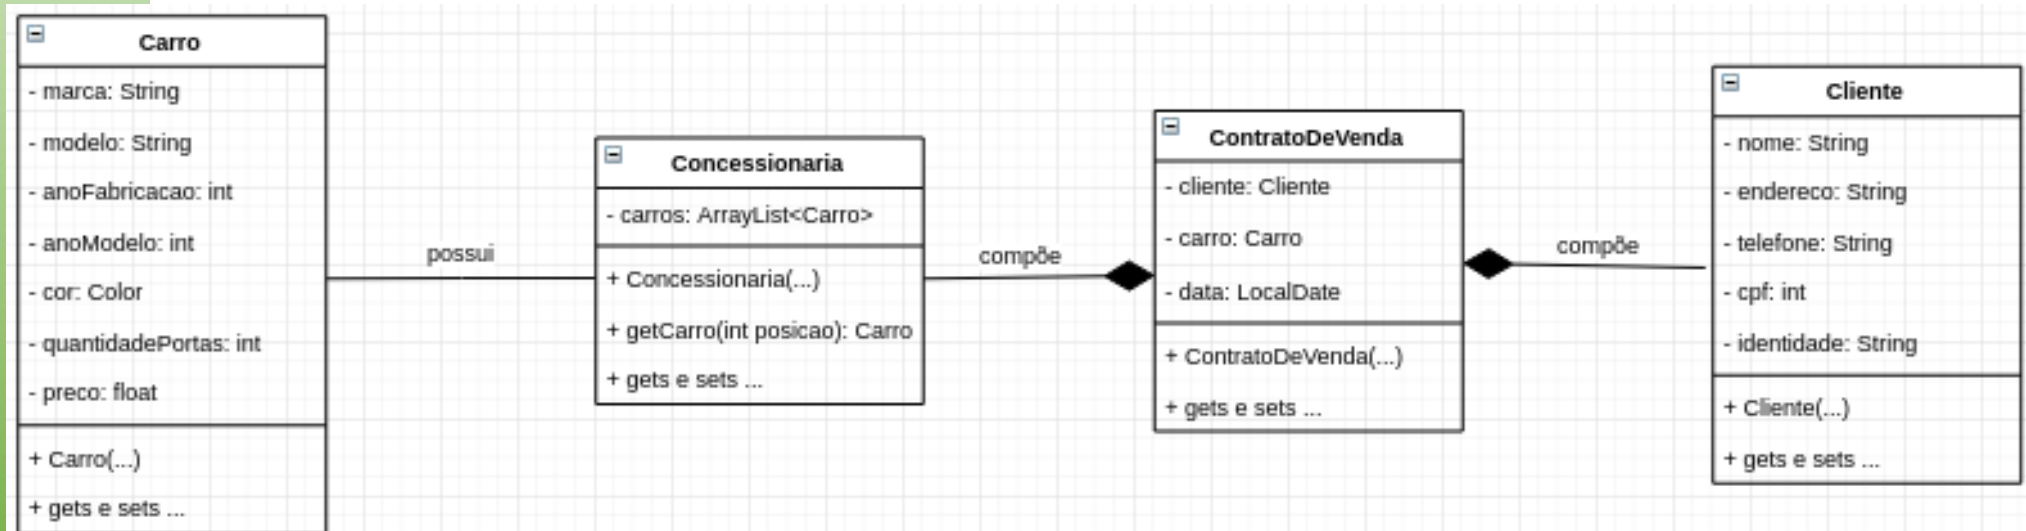 Carro
- marca: String
- modelo: String
- anoFabricacao: int
- anoModelo: int
- cor: Color
- quantidadePortas: int
- preco: float
+ Carro(...)
+ gets e sets ...
possui
Concessionaria
- carros: ArrayList<Carro>
+ Concessionaria(...)
+ getCarro(int posicao): Carro
+ gets e sets ...
compõe
ContratoDeVenda
- cliente: Cliente
- carro: Carro
- data: LocalDate
+ ContratoDeVenda(...)
+ gets e sets ...
compõe
Cliente
- nome: String
- endereco: String
- telefone: String
- cpf: int
- identidade: String
+ Cliente(...)
+ gets e sets ...